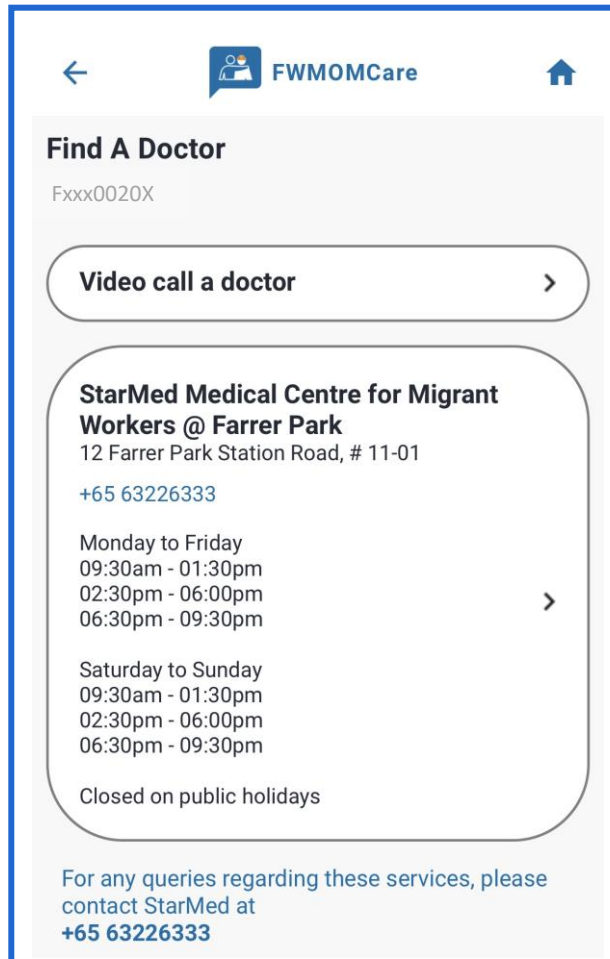 FWMOMCare
Find A Doctor
Fxxx0020X
Video call a doctor
StarMed Medical Centre for Migrant
Workers @ Farrer Park
12 Farrer Park Station Road, # 11-01
+65 63226333
Monday to Friday
09:30am - 01:30pm
02:30pm - 06:00pm
06:30pm - 09:30pm
Saturday to Sunday
09:30am - 01:30pm
02:30pm - 06:00pm
06:30pm - 09:30pm
Closed on public holidays
For any queries regarding these services, please
contact StarMed at
+65 63226333